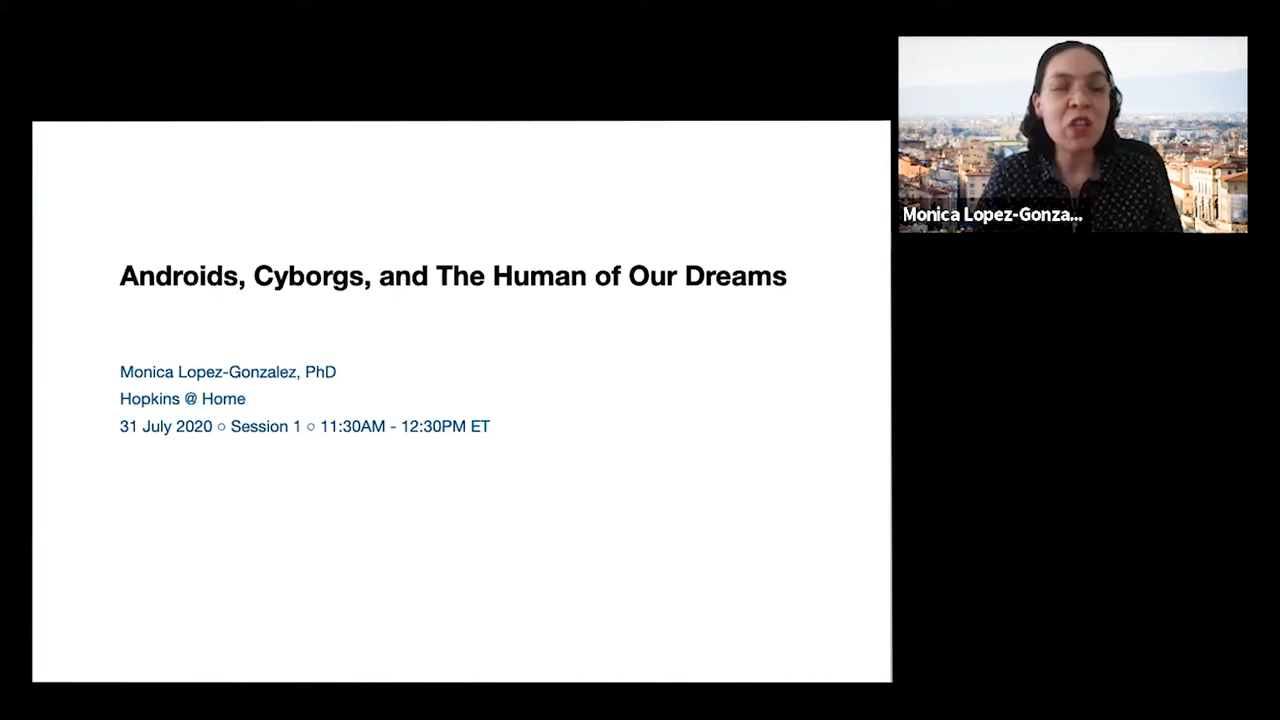 Androids, Cyborgs, and The Human of Our Dreams
Monica Lopez-Gonzalez, PhD
Hopkins @ Home
31 July 2020 ○ Session 1 ○ 11:30AM - 12:30PM ET
Monica Lopez-Gonza...